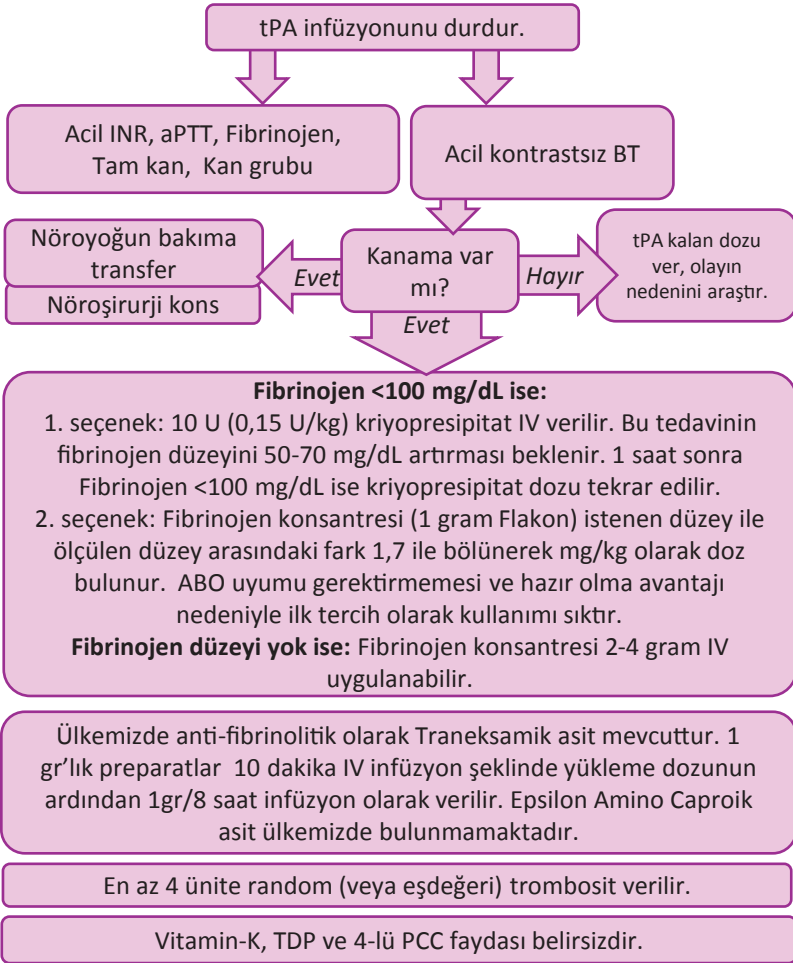 tPA infüzyonunu durdur.
Acil INR, aPTT, Fibrinojen,
Tam kan, Kan grubu
Acil kontrastsız BT
Nöroyoğun bakıma
transfer
Nöroşirurji kons
Evet
Kanama var
mı?
Hayır
tPA kalan dozu
ver, olayın
nedenini araştır.
Evet
Fibrinojen <100 mg/dL ise:
1. seçenek: 10 U (0,15 U/kg) kriyopresipitat IV verilir. Bu tedavinin
fibrinojen düzeyini 50-70 mg/dL artırması beklenir. 1 saat sonra
Fibrinojen <100 mg/dL ise kriyopresipitat dozu tekrar edilir.
2. seçenek: Fibrinojen konsantresi (1 gram Flakon) istenen düzey ile
ölçülen düzey arasındaki fark 1,7 ile bölünerek mg/kg olarak doz
bulunur. ABO uyumu gerektirmemesi ve hazır olma avantajı
nedeniyle ilk tercih olarak kullanımı sıktır.
Fibrinojen düzeyi yok ise: Fibrinojen konsantresi 2-4 gram IV
uygulanabilir.
Ülkemizde anti-fibrinolitik olarak Traneksamik asit mevcuttur. 1
gr'lık preparatlar 10 dakika IV infüzyon şeklinde yükleme dozunun
ardından 1gr/8 saat infüzyon olarak verilir. Epsilon Amino Caproik
asit ülkemizde bulunmamaktadır.
En az 4 ünite random (veya eşdeğeri) trombosit verilir.
Vitamin-K, TDP ve 4-lü PCC faydası belirsizdir.